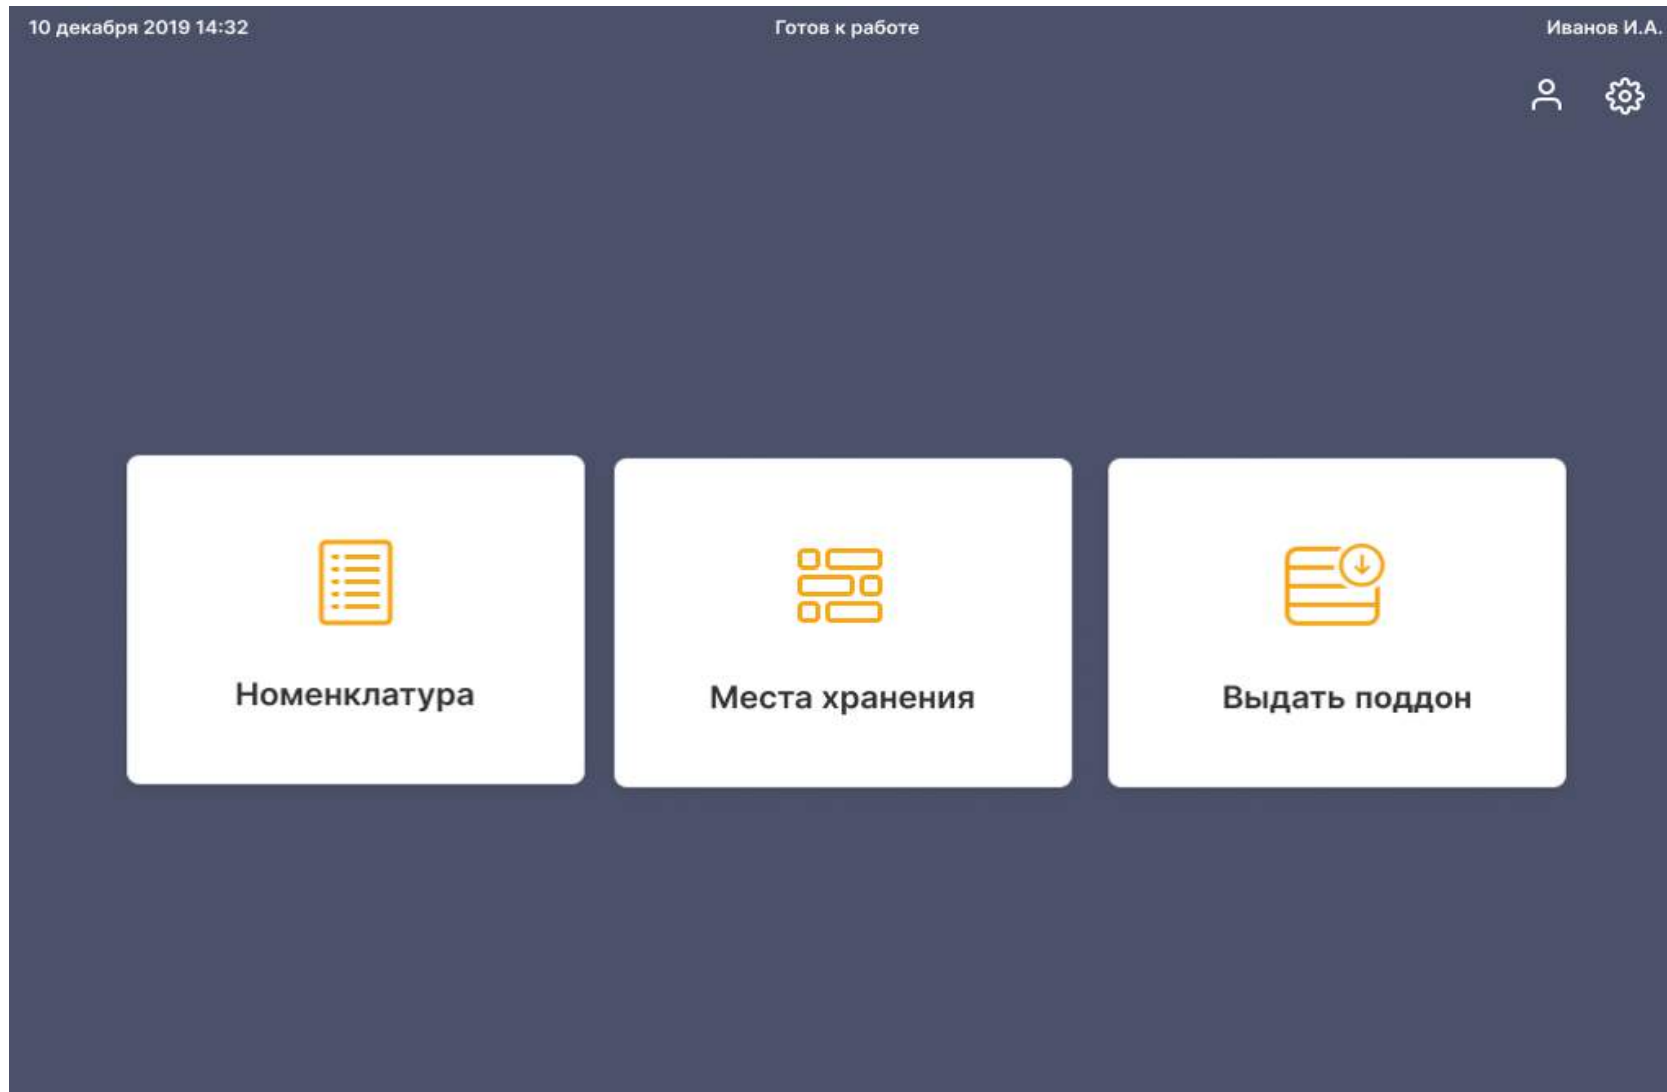 10 декабря 2019 14:32
Готов к работе
Иванов И.А.
Номенклатура
Места хранения
Выдать поддон